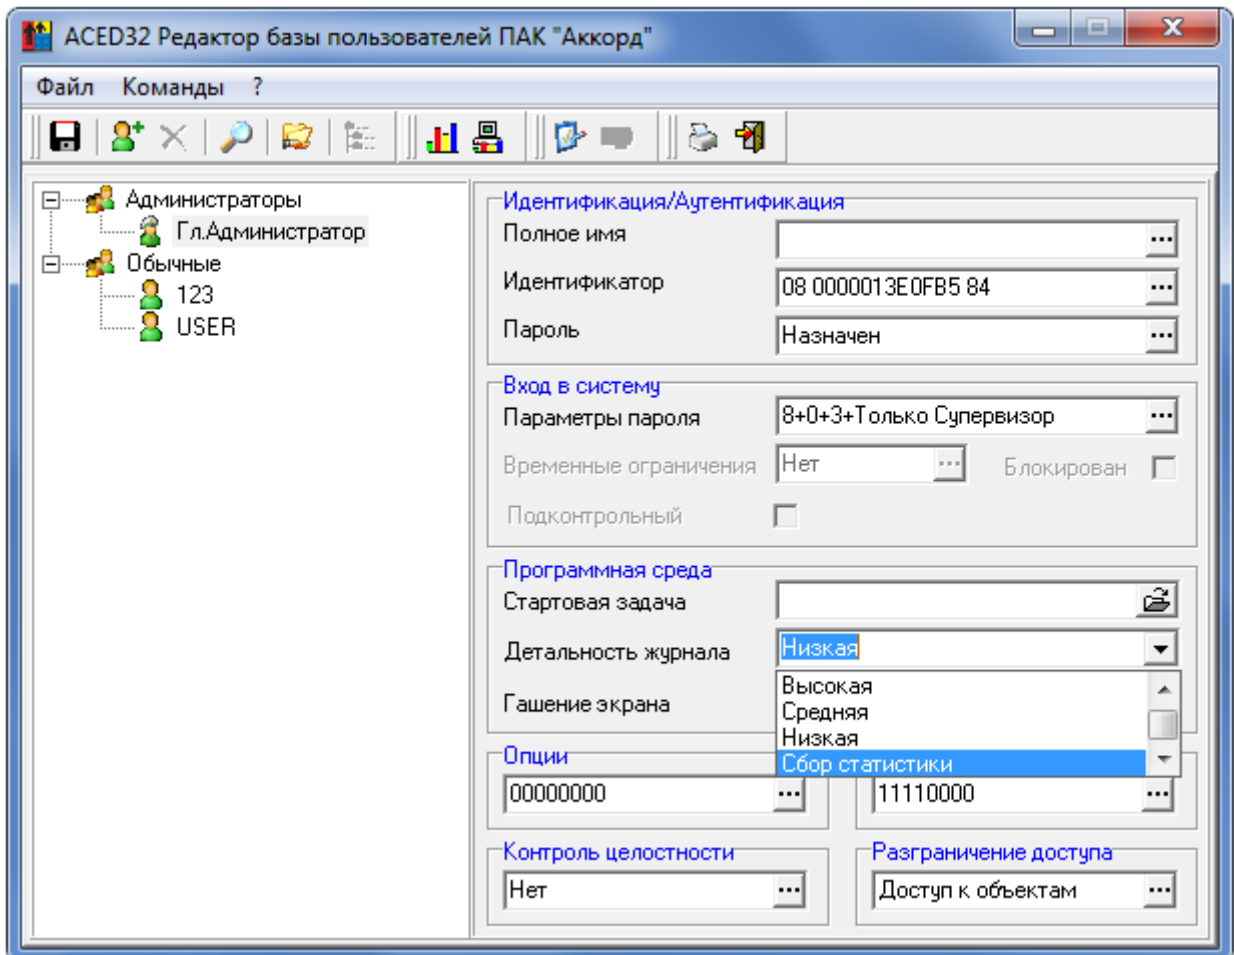 ACED32 Редактор базы пользователей ПАК "Аккорд"
Файл Команды ?
Администраторы
Гл.Администратор
Обычные
123
USER
Идентификация/Аутентификация
Полное имя ...
Идентификатор 08 0000013E0FB5 84 ...
Пароль Назначен ...
Вход в систему
Параметры пароля 8+0+3+Только Супервизор ...
Временные ограничения Нет ... Блокирован
Подконтрольный
Программная среда
Стартовая задача
Детальность журнала Низкая
Гашение экрана
Высокая
Средняя
Низкая
Сбор статистики
Опции
00000000 ...
11110000 ...
Контроль целостности
Нет ...
Разграничение доступа
Доступ к объектам ...